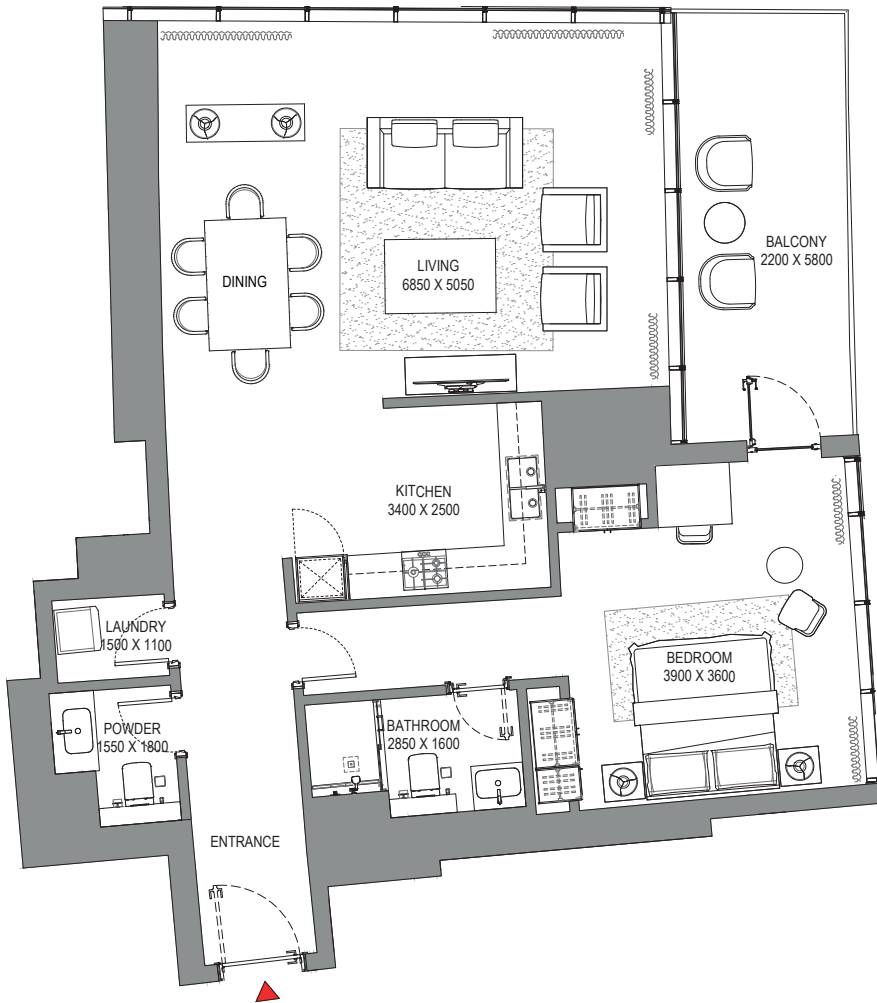 BALCONY
2200 X 5800
LIVING
6850 X 5050
DINING
KITCHEN
3400 X 2500
LAUNDRY
1500 X 1100
BEDROOM
3900 X 3600
POWDER
1550 X 1800
BATHROOM
2850 X 1600
ENTRANCE